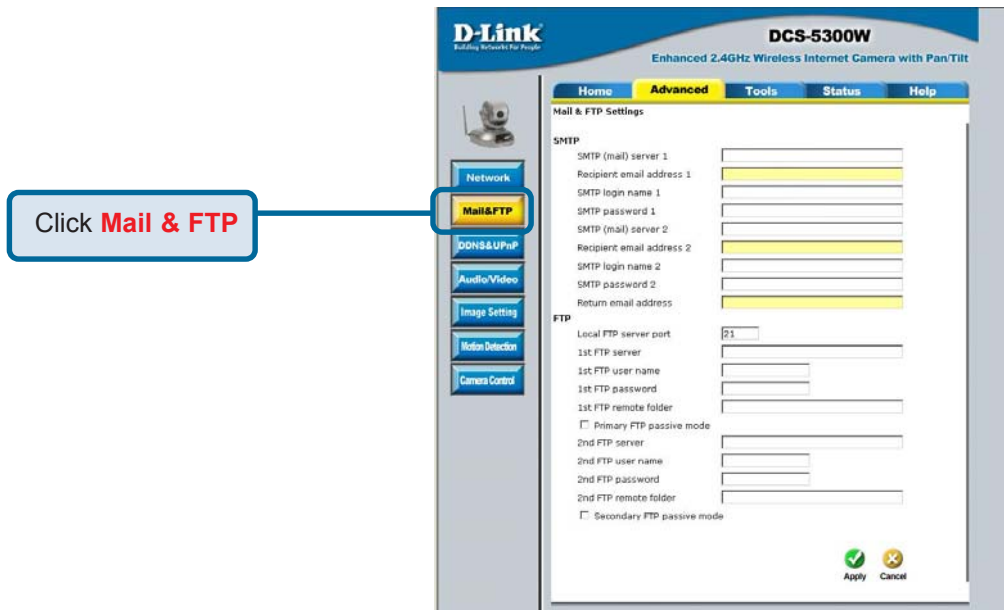 D-Link
Building Networks For People
DCS-5300W
Enhanced 2.4GHz Wireless Internet Camera with Pan/Tilt
Home Advanced Tools Status Help
Click Mail & FTP
Network
Mail&FTP
DDNS&UPnP
Audio/Video
Image Setting
Motion Detection
Camera Control
Mail & FTP Settings
SMTP
SMTP (mail) server 1
Recipient email address 1
SMTP login name 1
SMTP password 1
SMTP (mail) server 2
Recipient email address 2
SMTP login name 2
SMTP password 2
Return email address
FTP
Local FTP server port 21
1st FTP server
1st FTP user name
1st FTP password
1st FTP remote folder
Primary FTP passive mode
2nd FTP server
2nd FTP user name
2nd FTP password
2nd FTP remote folder
Secondary FTP passive mode
Apply Cancel